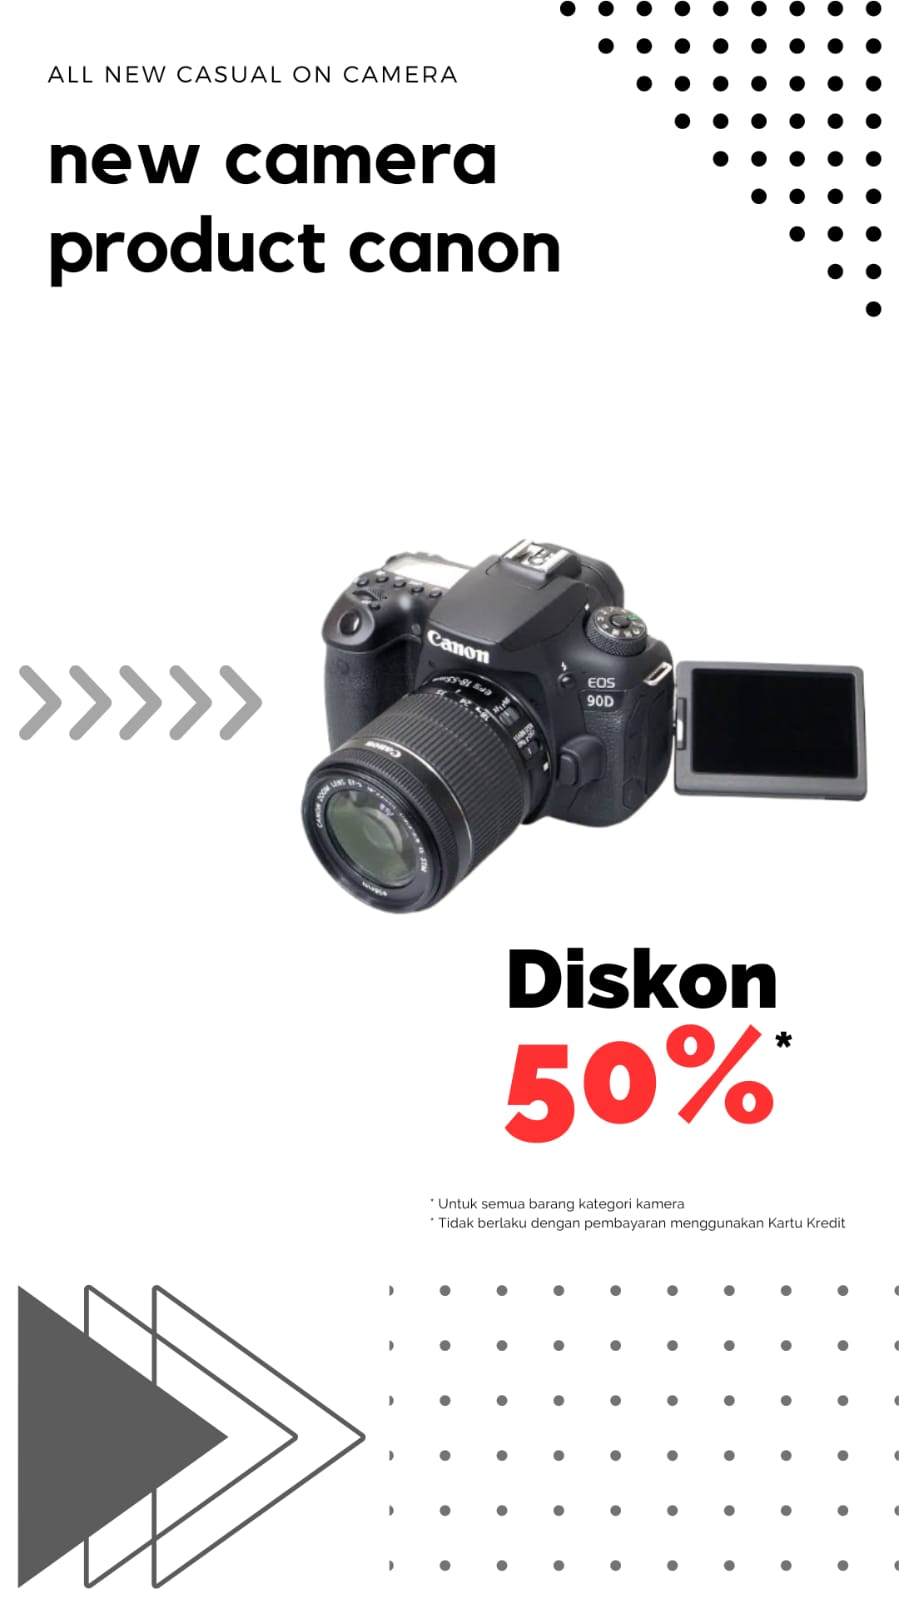 ALL NEW CASUAL ON CAMERA
new camera
product canon
Canon
EOS
90D
Canon
Diskon
50%*
* Untuk semua barang kategori kamera
* Tidak berlaku dengan pembayaran menggunakan Kartu Kredit